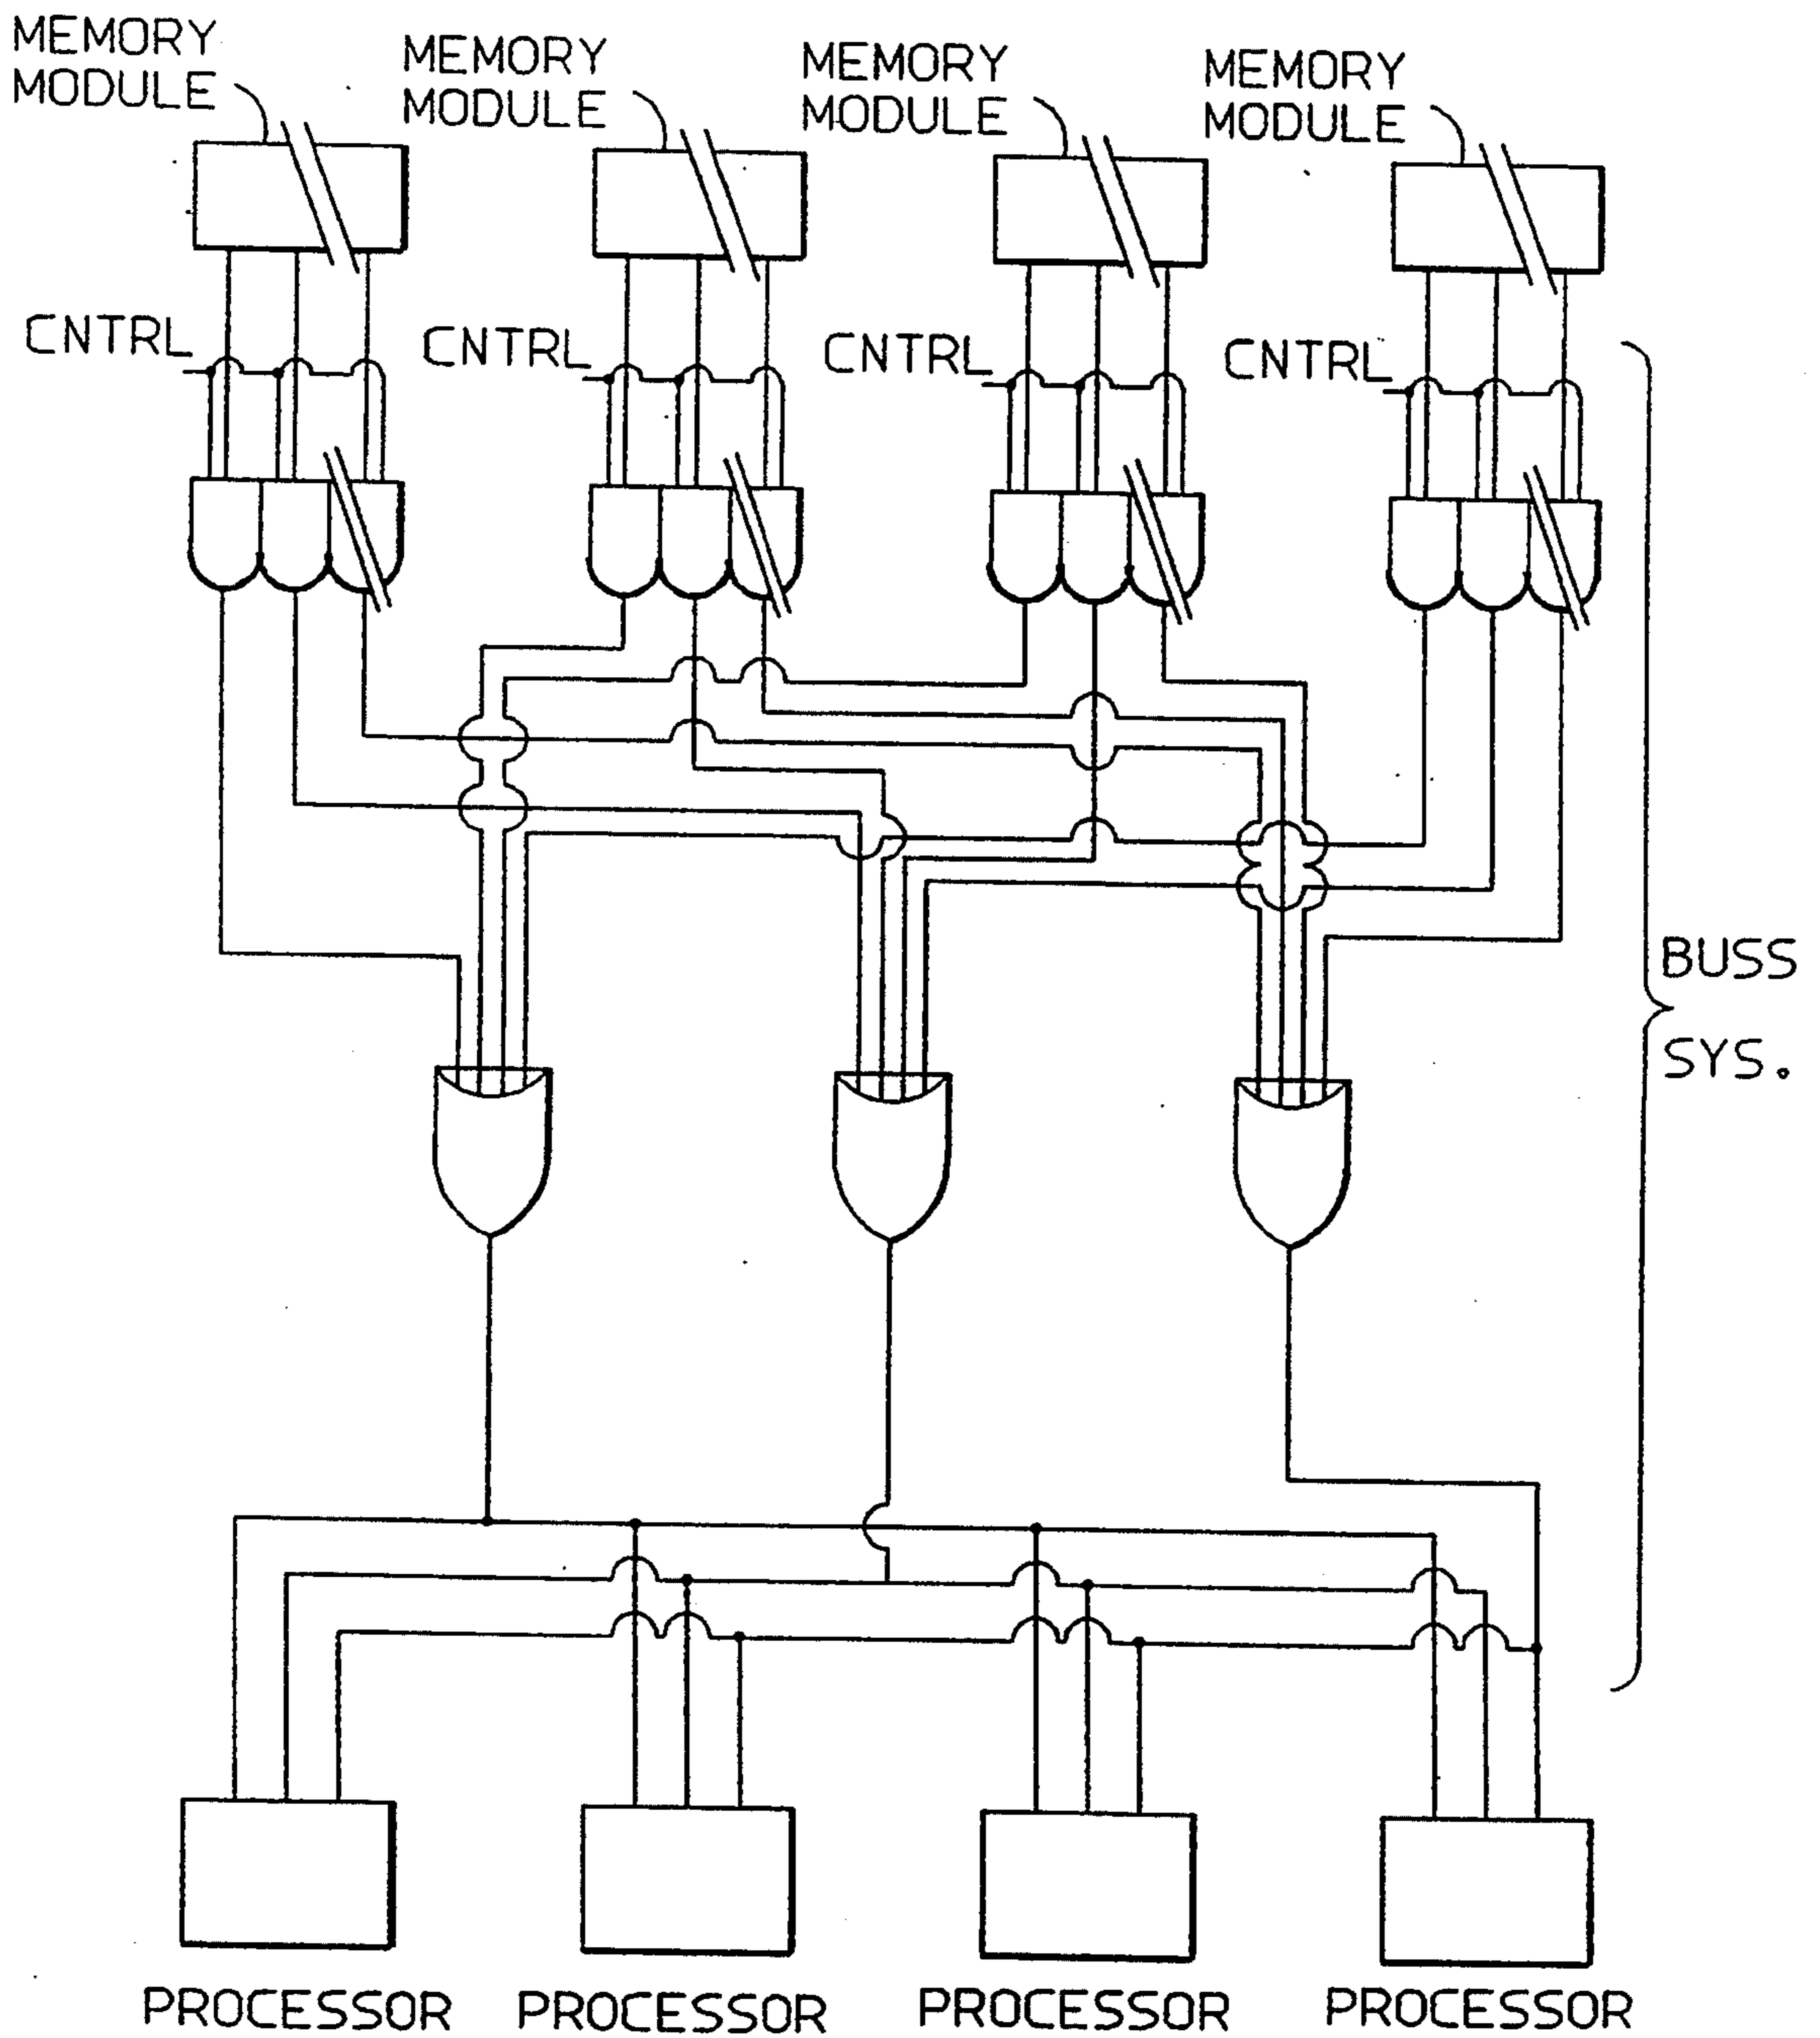 MEMORY
MODULE
MEMORY
MODULE
MEMORY
MODULE
MEMORY
MODULE
CNTRL
CNTRL
CNTRL
CNTRL
BUSS
SYS.
PROCESSOR
PROCESSOR
PROCESSOR
PROCESSOR